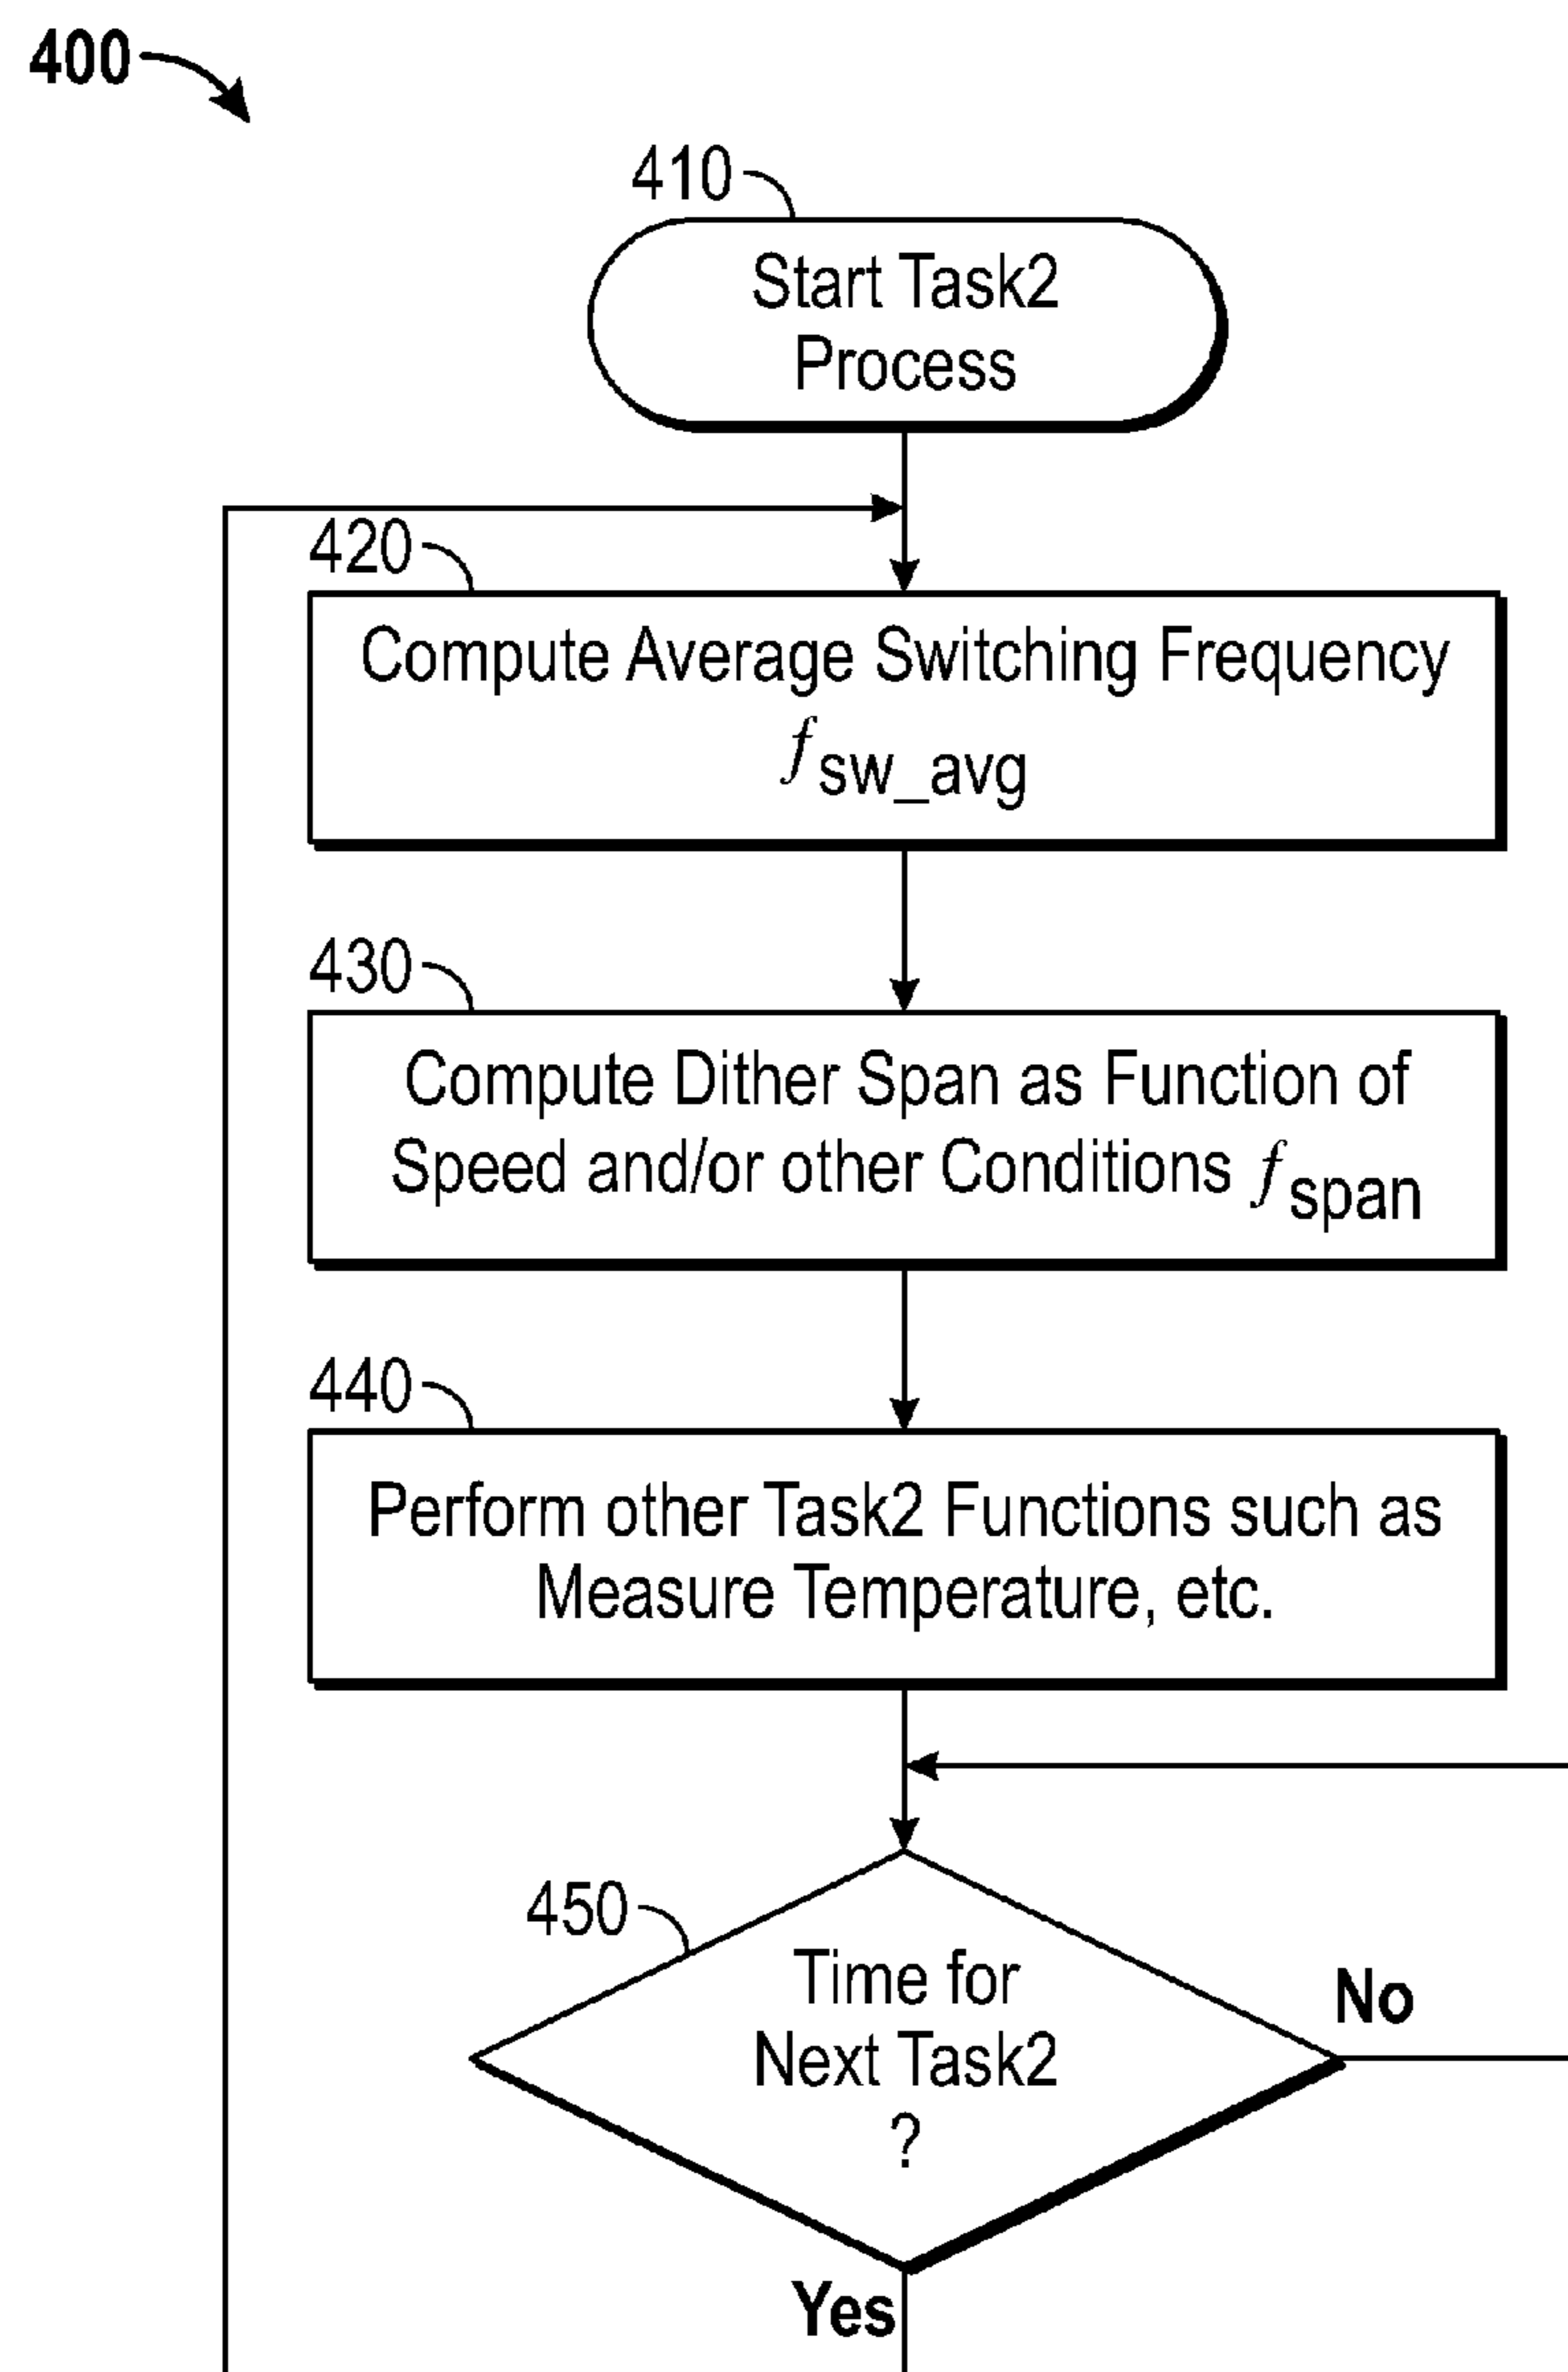 400
410
Start Task2
Process
420
Compute Average Switching Frequency
fsw_avg
430
Compute Dither Span as Function of
Speed and/or other Conditions fspan
440
Perform other Task2 Functions such as
Measure Temperature, etc.
450
Time for
Next Task2
?
No
Yes